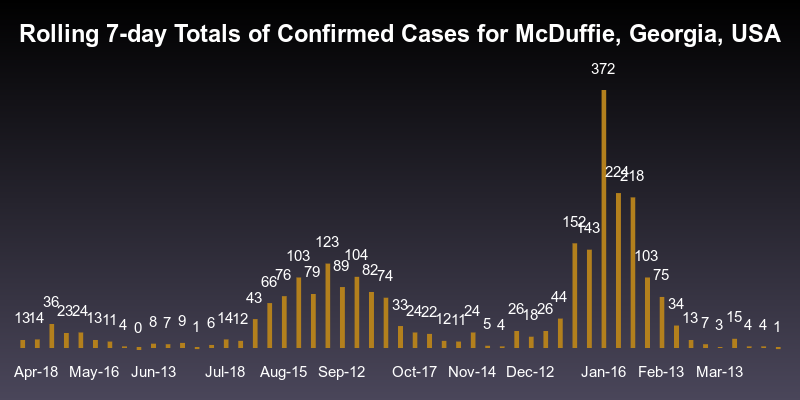 Rolling 7-day Totals of Confirmed Cases for McDuffie, Georgia, USA
13 14 36 23 24 13 11 4 0 8 7 9 1 6 14 12 43 66 76 103 79 123 89 104 82 74 33 24 22 12 11 24 5 4 26 18 26 44 152 143 372 224 218 103 75 34 13 7 3 15 4 4 1
Apr-18 May-16 Jun-13 Jul-18 Aug-15 Sep-12 Oct-17 Nov-14 Dec-12 Jan-16 Feb-13 Mar-13